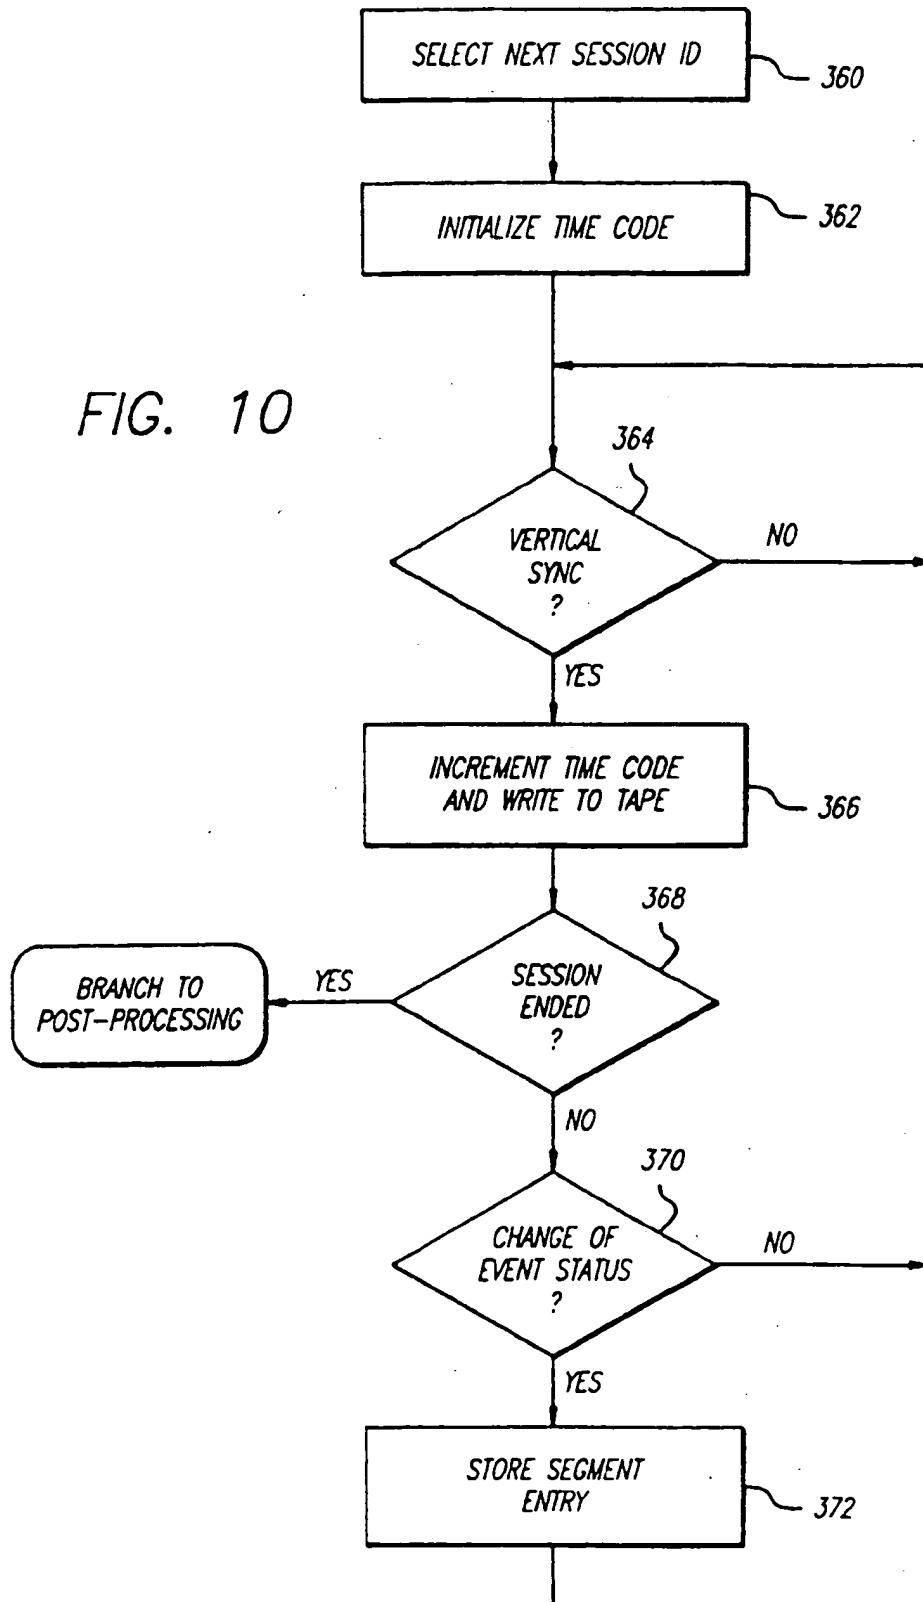 SELECT NEXT SESSION ID
360
INITIALIZE TIME CODE
362
FIG. 10
364
VERTICAL
SYNC
?
NO
YES
INCREMENT TIME CODE
AND WRITE TO TAPE
366
368
SESSION
ENDED
?
YES
BRANCH TO
POST-PROCESSING
NO
370
CHANGE OF
EVENT STATUS
?
NO
YES
STORE SEGMENT
ENTRY
372